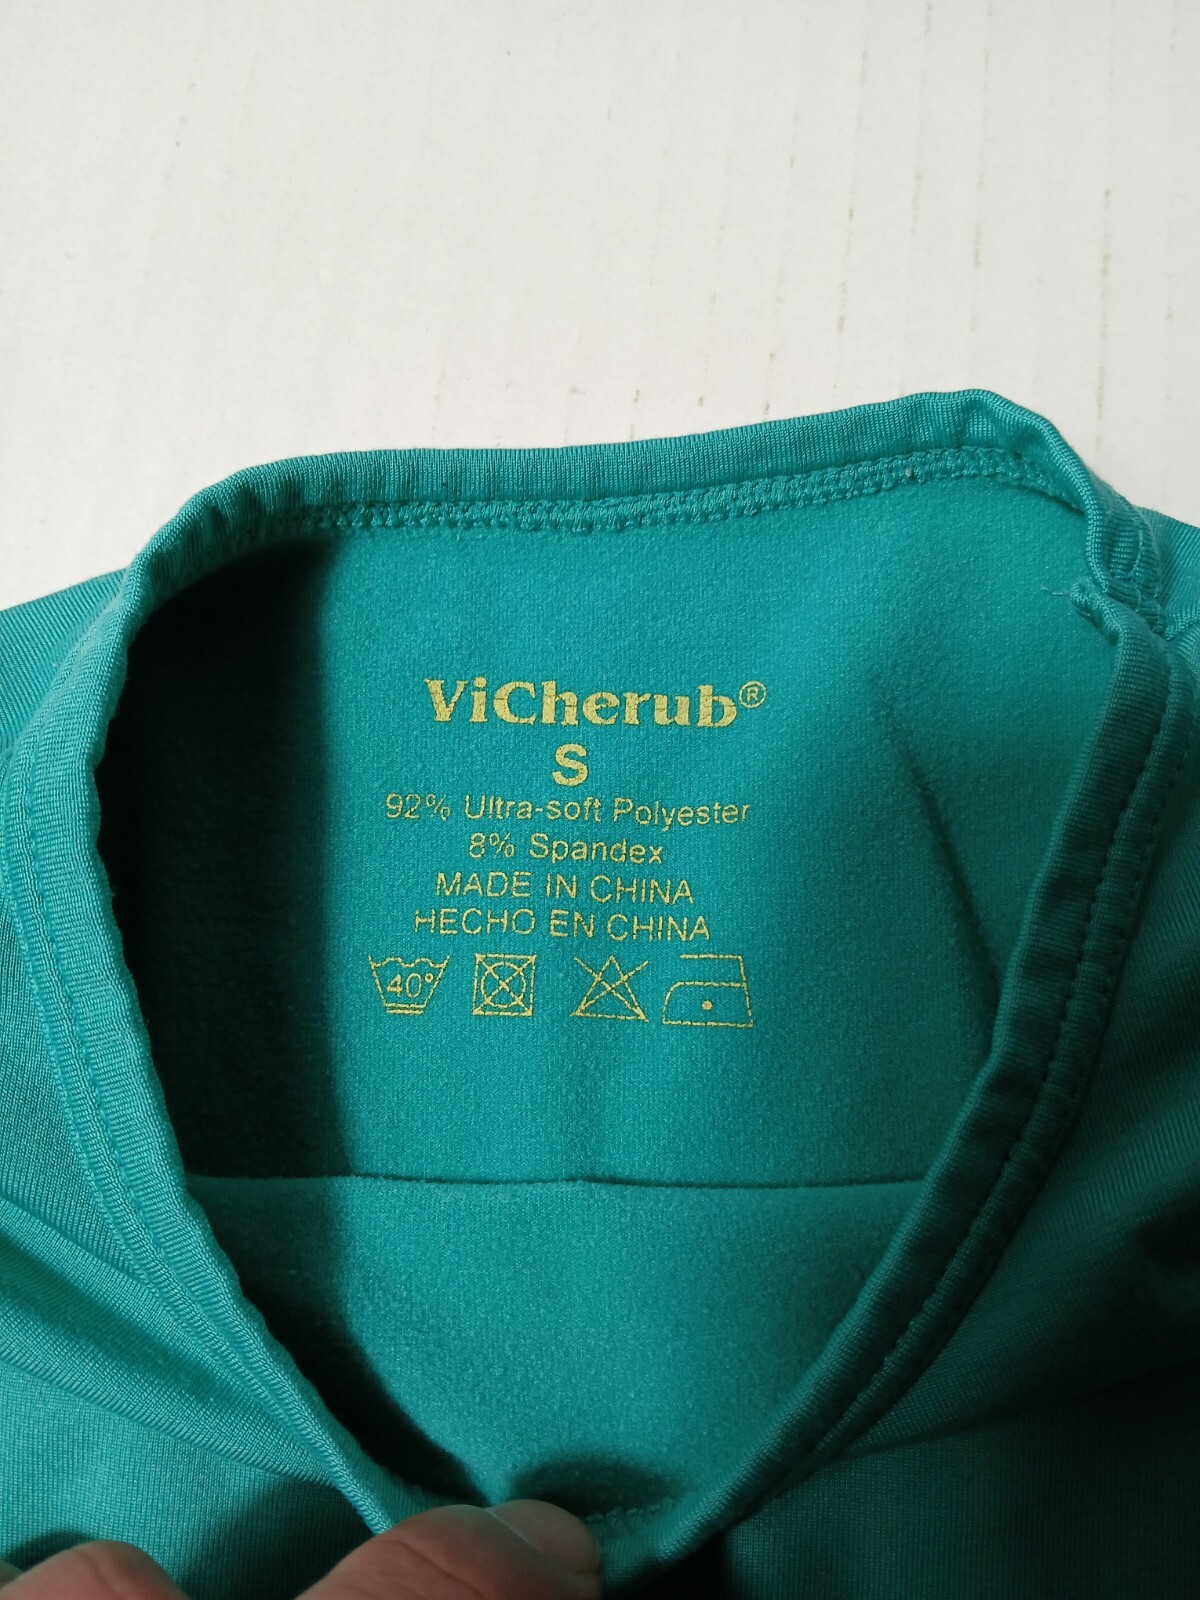 ViCherub®
S
92% Ultra-soft Polyester
8% Spandex
MADE IN CHINA
HECHO EN CHINA
40°